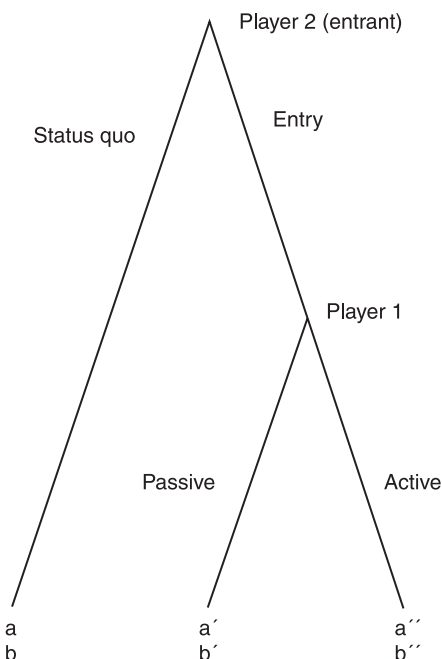 Player 2 (entrant)
Entry
Status quo
Player 1
Passive
Active
a a´ a´´
b b´ b´´